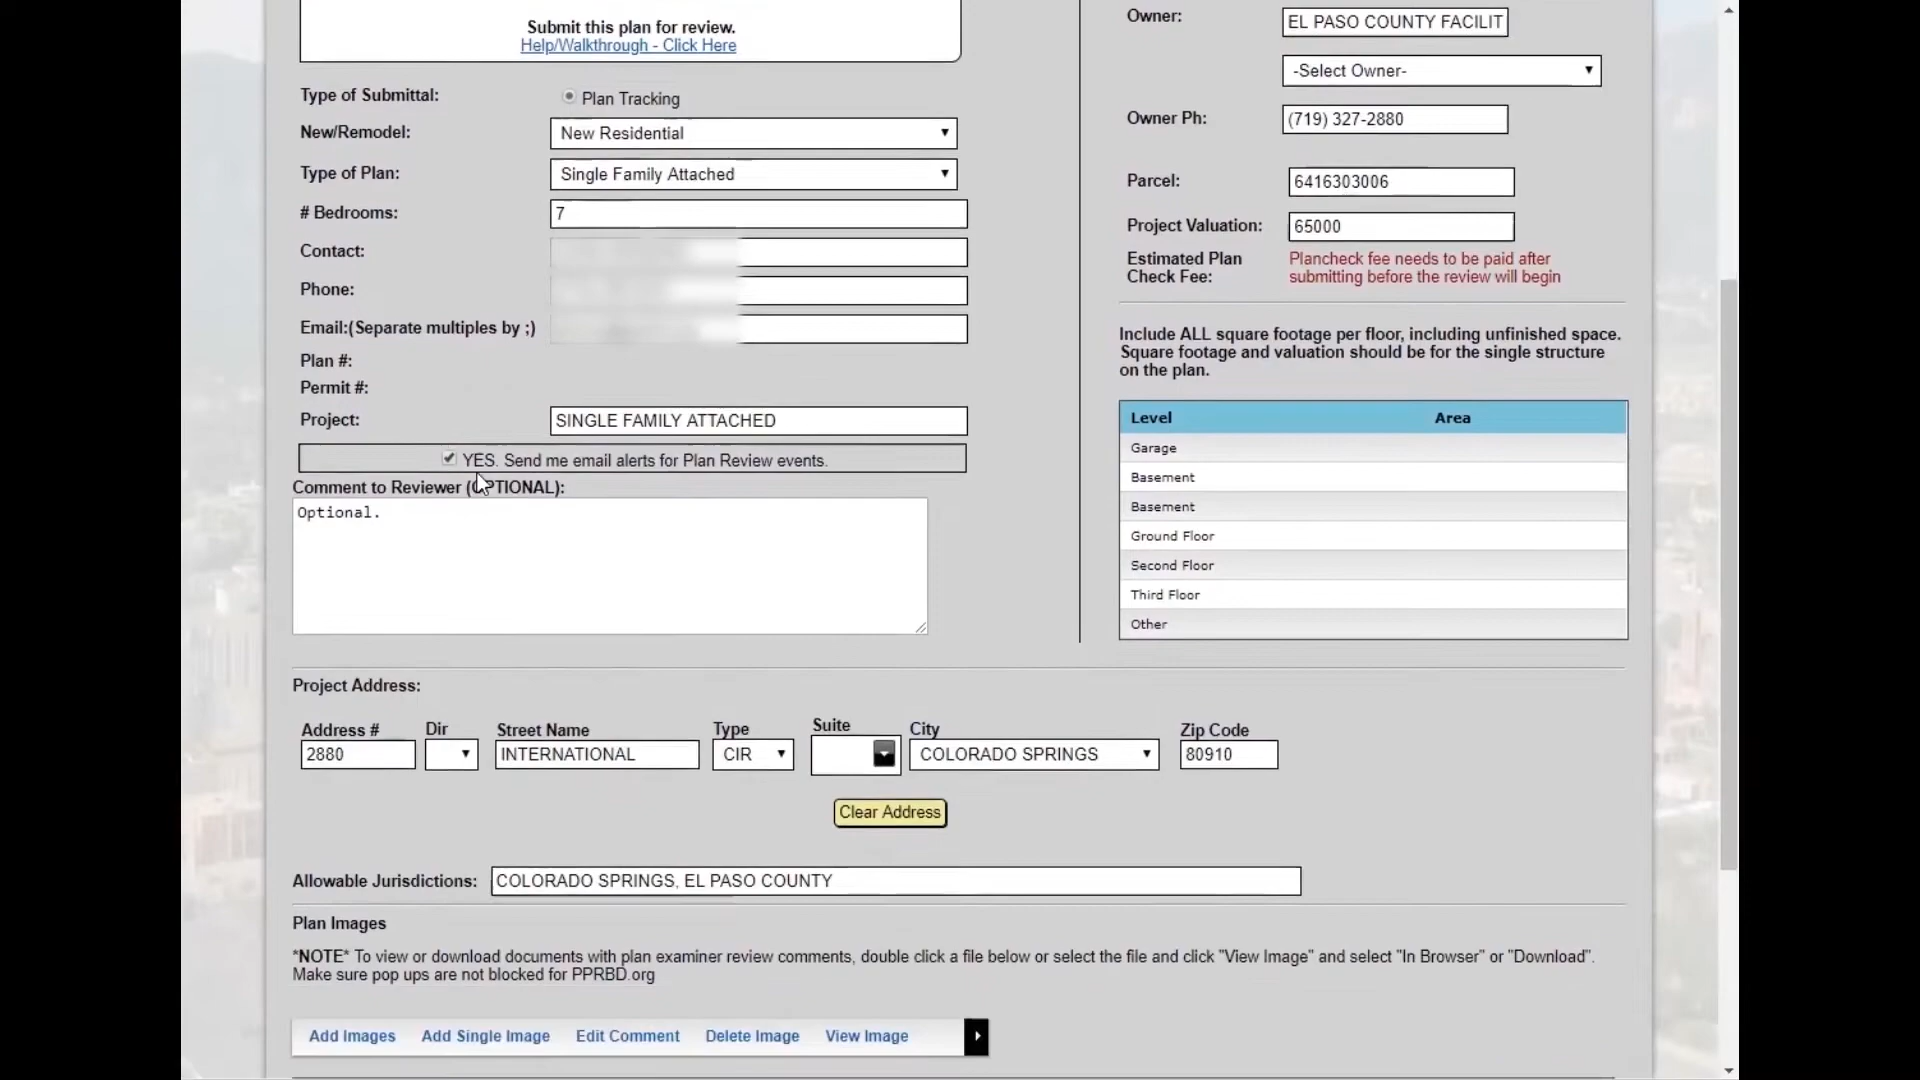 Submit this plan for review.
Help/Walkthrough - Click Here
Type of Submittal:
Plan Tracking
New/Remodel:
New Residential
Type of Plan:
Single Family Attached
# Bedrooms:
7
Contact:
Phone:
Email:(Separate multiples by ;)
Plan #:
Permit #:
Project:
SINGLE FAMILY ATTACHED
YES. Send me email alerts for Plan Review events.
Comment to Reviewer (OPTIONAL):
Optional.
Owner:
EL PASO COUNTY FACILIT
-Select Owner-
Owner Ph:
(719) 327-2880
Parcel:
6416303006
Project Valuation:
65000
Estimated Plan
Check Fee:
Plancheck fee needs to be paid after
submitting before the review will begin
Include ALL square footage per floor, including unfinished space.
Square footage and valuation should be for the single structure
on the plan.
Level Area
Garage
Basement
Basement
Ground Floor
Second Floor
Third Floor
Other
Project Address:
Address # Dir Street Name Type Suite City Zip Code
2880 INTERNATIONAL CIR COLORADO SPRINGS 80910
Clear Address
Allowable Jurisdictions:
COLORADO SPRINGS, EL PASO COUNTY
Plan Images
*NOTE* To view or download documents with plan examiner review comments, double click a file below or select the file and click "View Image" and select "In Browser" or "Download".
Make sure pop ups are not blocked for PPRBD.org
Add Images Add Single Image Edit Comment Delete Image View Image